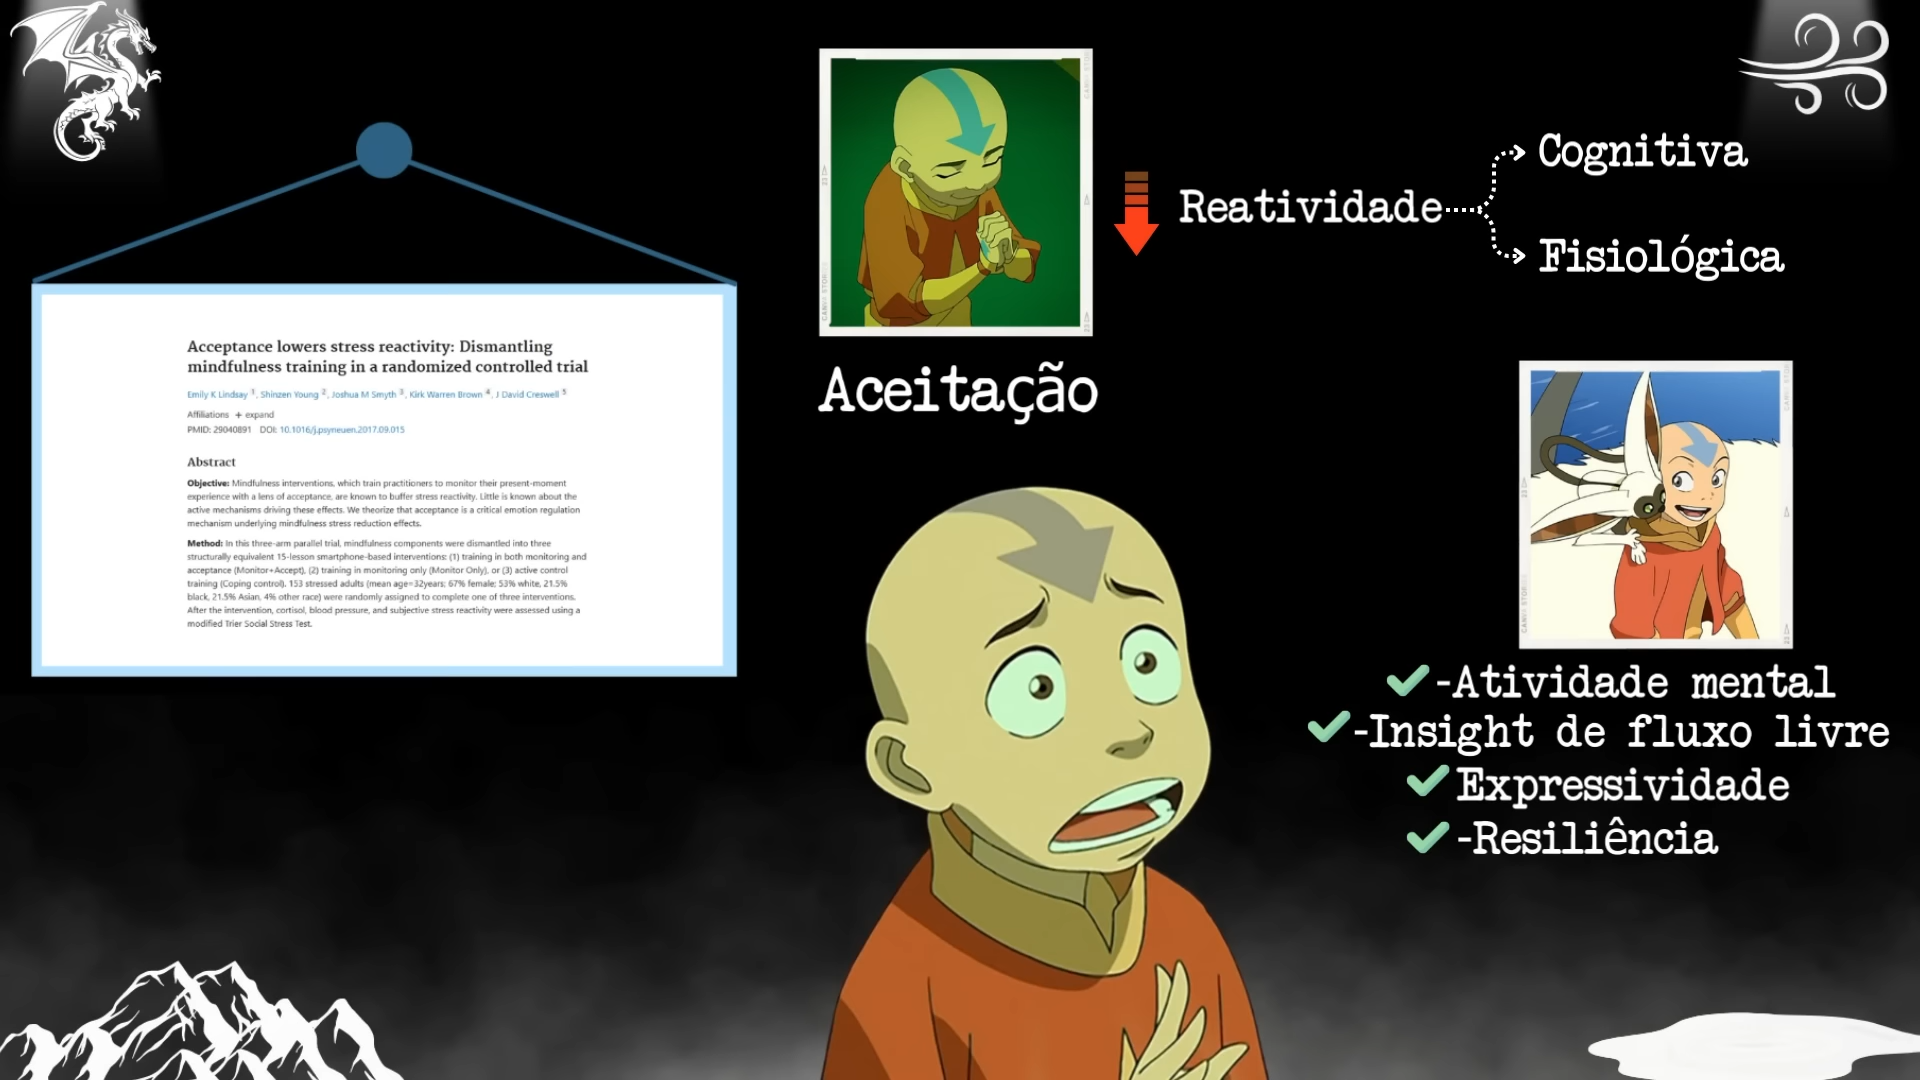 Acceptance lowers stress reactivity: Dismantling
mindfulness training in a randomized controlled trial
Emily K Lindsay 1, Shinzen Young 2, Joshua M Smyth 3, Kirk Warren Brown 4, J David Creswell 5
Affiliations + expand
PMID: 29040891 DOI: 10.1016/j.psyneuen.2017.09.015
Abstract
Objective: Mindfulness interventions, which train practitioners to monitor their present-moment
experience with a lens of acceptance, are known to buffer stress reactivity. Little is known about the
active mechanisms driving these effects. We theorize that acceptance is a critical emotion regulation
mechanism underlying mindfulness stress reduction effects.
Method: In this three-arm parallel trial, mindfulness components were dismantled into three
structurally equivalent 15-lesson smartphone-based interventions: (1) training in both monitoring and
acceptance (Monitor+Accept), (2) training in monitoring only (Monitor Only), or (3) active control
training (Coping control). 153 stressed adults (mean age=32years; 67% female; 53% white, 21.5%
black, 21.5% Asian, 4% other race) were randomly assigned to complete one of three interventions.
After the intervention, cortisol, blood pressure, and subjective stress reactivity were assessed using a
modified Trier Social Stress Test.
Aceitação
Reatividade
Cognitiva
Fisiológica
-Atividade mental
-Insight de fluxo livre
Expressividade
-Resiliência